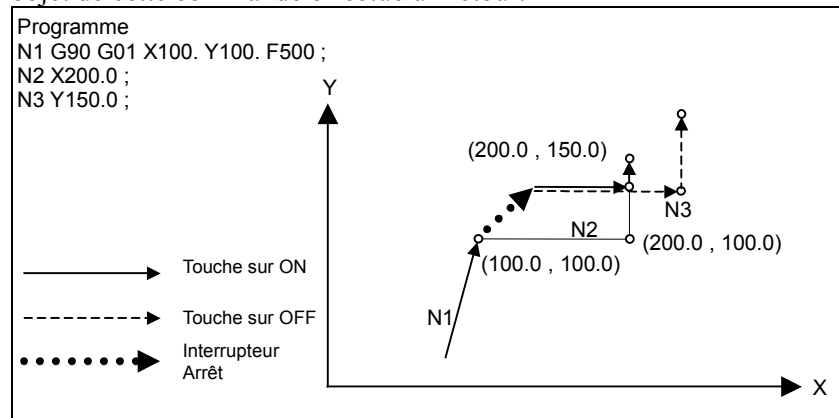 Programme
N1 G90 G01 X100. Y100. F500 ;
N2 X200.0 ;
N3 Y150.0 ;
Y
(200.0 , 150.0)
N3
N2
(200.0 , 100.0)
(100.0 , 100.0)
Touche sur ON
Touche sur OFF
N1
Interrupteur
Arrêt
X